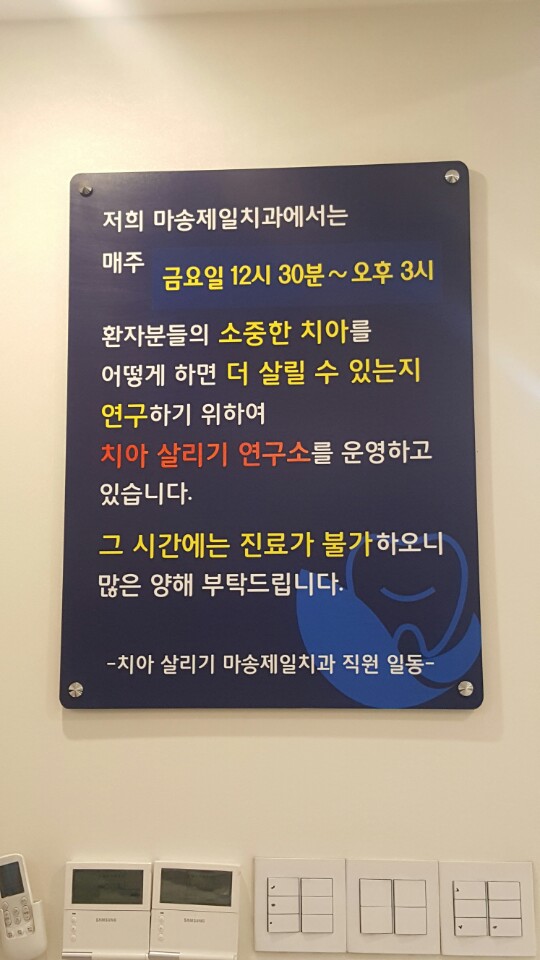 저희 마송제일치과에서는
매주 금요일 12시 30분~오후 3시
환자분들의 소중한 치아를
어떻게 하면 더 살릴 수 있는지
연구하기 위하여
치아 살리기 연구소를 운영하고
있습니다.
그 시간에는 진료가 불가하오니
많은 양해 부탁드립니다.
-치아 살리기 마송제일치과 직원 일동-
SAMSUNG
SAMSUNG